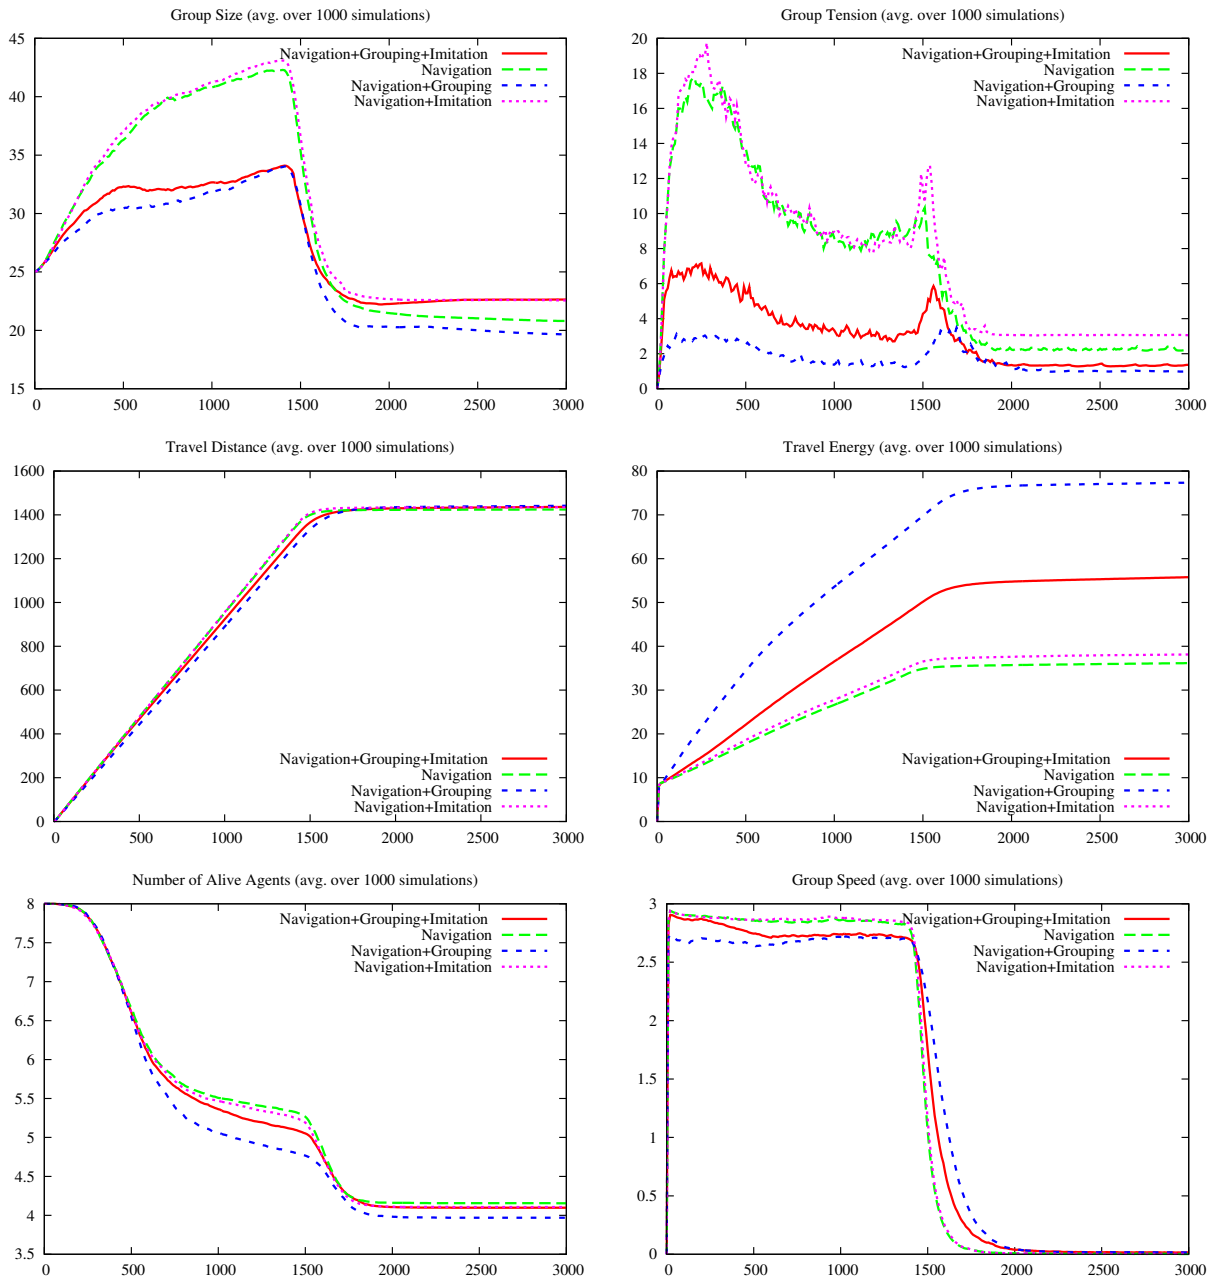 Group Size (avg. over 1000 simulations)
45
40
35
30
25
20
15
0 500 1000 1500 2000 2500 3000
Navigation+Grouping+Imitation
Navigation
Navigation+Grouping
Navigation+Imitation
Group Tension (avg. over 1000 simulations)
20
18
16
14
12
10
8
6
4
2
0
0 500 1000 1500 2000 2500 3000
Navigation+Grouping+Imitation
Navigation
Navigation+Grouping
Navigation+Imitation
Travel Distance (avg. over 1000 simulations)
1600
1400
1200
1000
800
600
400
200
0
0 500 1000 1500 2000 2500 3000
Navigation+Grouping+Imitation
Navigation
Navigation+Grouping
Navigation+Imitation
Travel Energy (avg. over 1000 simulations)
80
70
60
50
40
30
20
10
0
0 500 1000 1500 2000 2500 3000
Navigation+Grouping+Imitation
Navigation
Navigation+Grouping
Navigation+Imitation
Number of Alive Agents (avg. over 1000 simulations)
8
7.5
7
6.5
6
5.5
5
4.5
4
3.5
0 500 1000 1500 2000 2500 3000
Navigation+Grouping+Imitation
Navigation
Navigation+Grouping
Navigation+Imitation
Group Speed (avg. over 1000 simulations)
3
2.5
2
1.5
1
0.5
0
0 500 1000 1500 2000 2500 3000
Navigation+Grouping+Imitation
Navigation
Navigation+Grouping
Navigation+Imitation